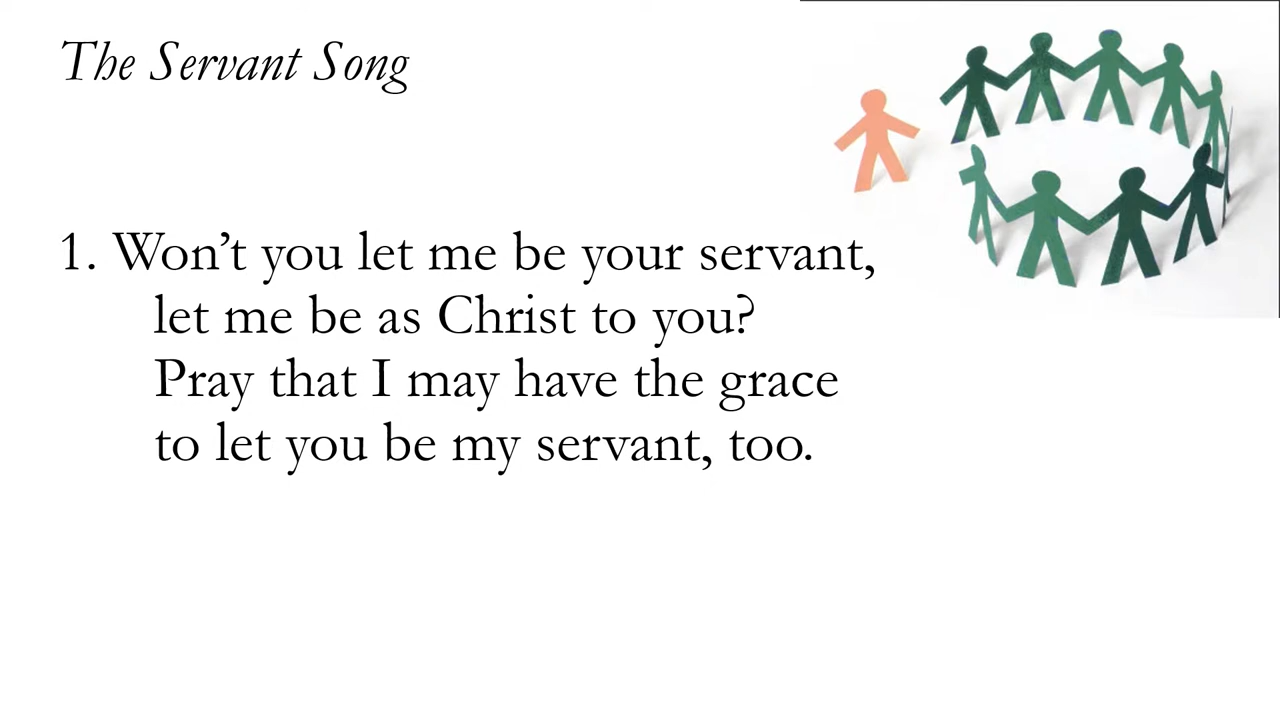 The Servant Song
1. Won’t you let me be your servant,
let me be as Christ to you?
Pray that I may have the grace
to let you be my servant, too.